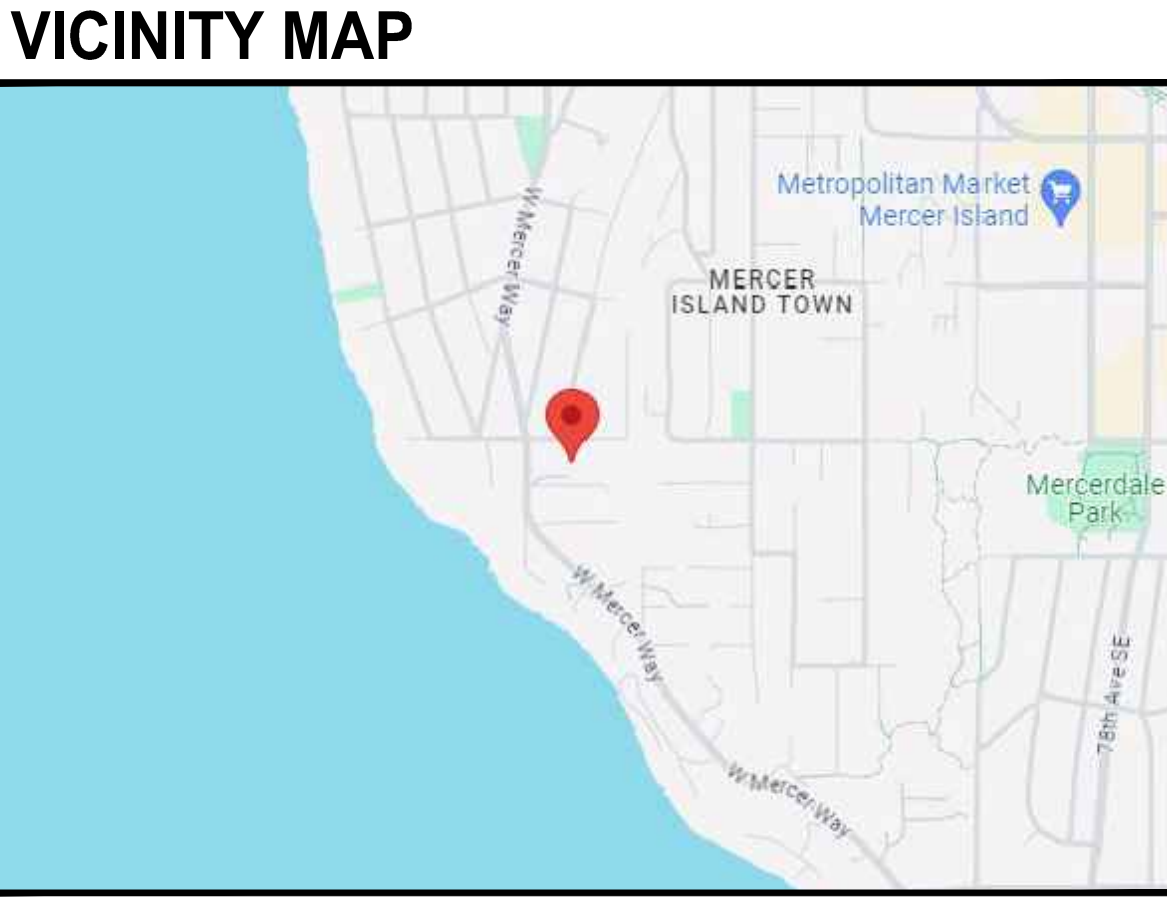 VICINITY MAP
Metropolitan Market
Mercer Island
W Mercer Way
MERCER
ISLAND TOWN
Mercerdale
Park
W Mercer Way
78th Ave SE
W Mercer Way